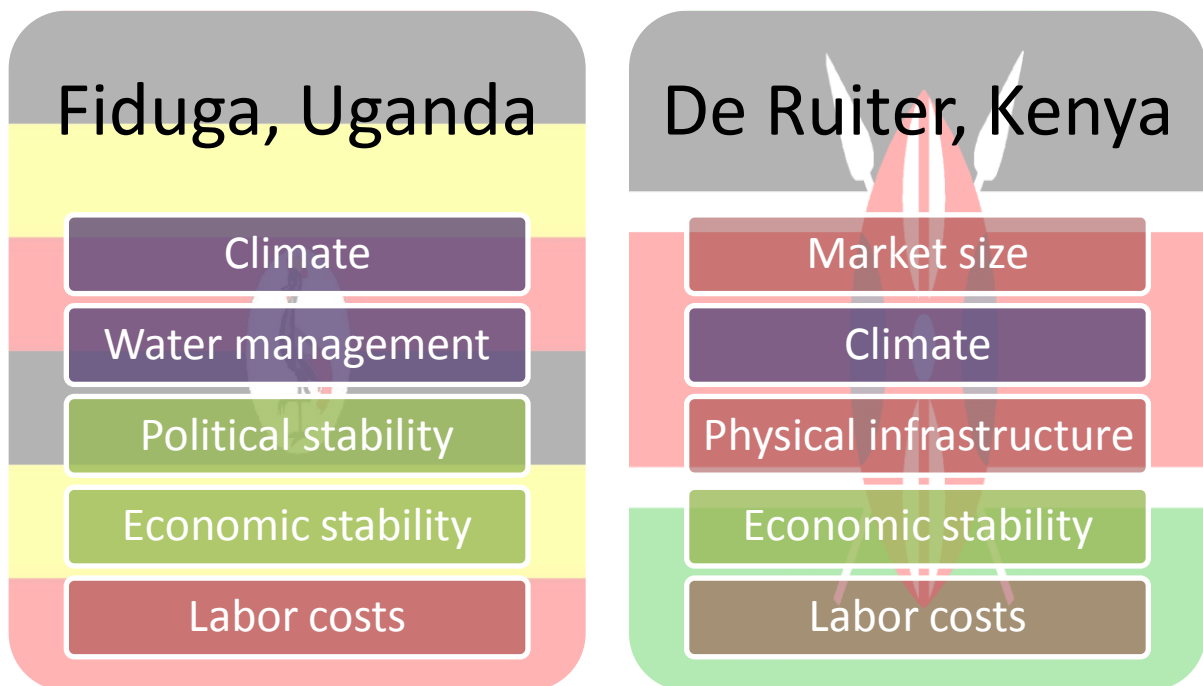 Fiduga, Uganda
Climate
Water management
Political stability
Economic stability
Labor costs
De Ruiter, Kenya
Market size
Climate
Physical infrastructure
Economic stability
Labor costs